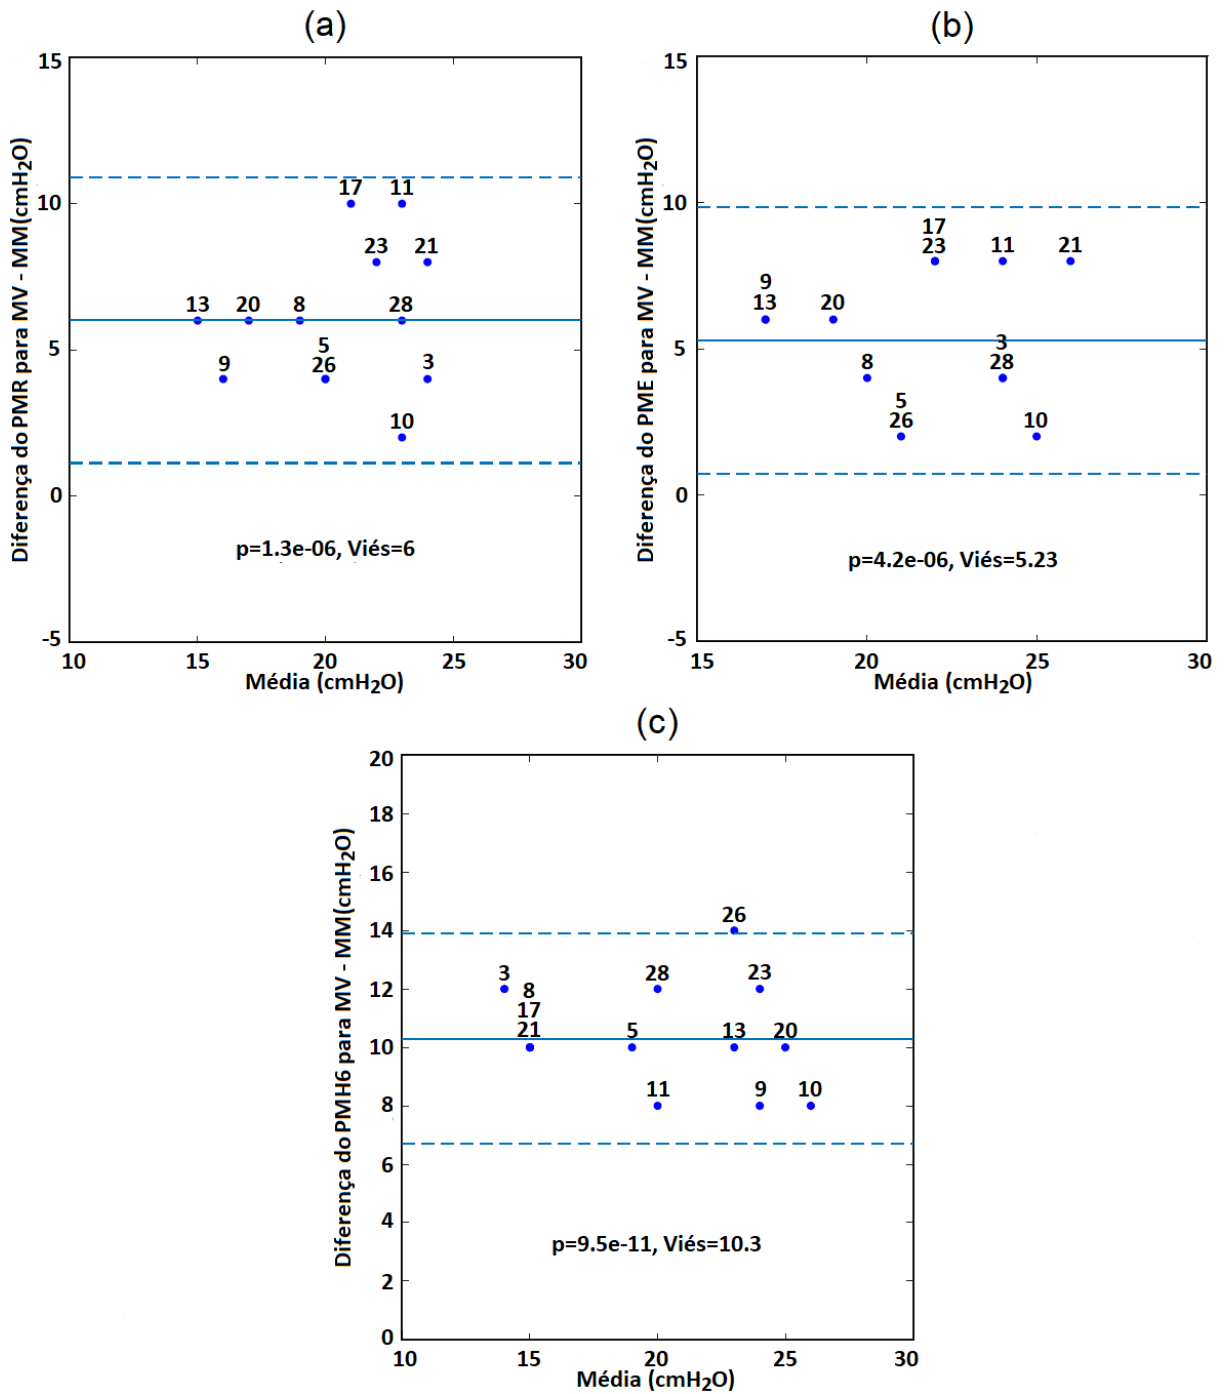 (a)
Diferença do PMR para MV - MM(cmH2O)
15
10
5
0
-5
17 11
23 21
13 20 8 28
5
9 26 3
10
p=1.3e-06, Viés=6
10 15 20 25 30
Média (cmH2O)
(b)
Diferença do PME para MV - MM(cmH2O)
15
10
5
0
-5
17
23 11 21
9
13 20
3
8 28
5
26 10
p=4.2e-06, Viés=5.23
15 20 25 30
Média (cmH2O)
(c)
Diferença do PMH6 para MV - MM(cmH2O)
20
18
16
14
12
10
8
6
4
2
0
26
3 28 23
8
17
21 5 13 20
11 9 10
p=9.5e-11, Viés=10.3
10 15 20 25 30
Média (cmH2O)